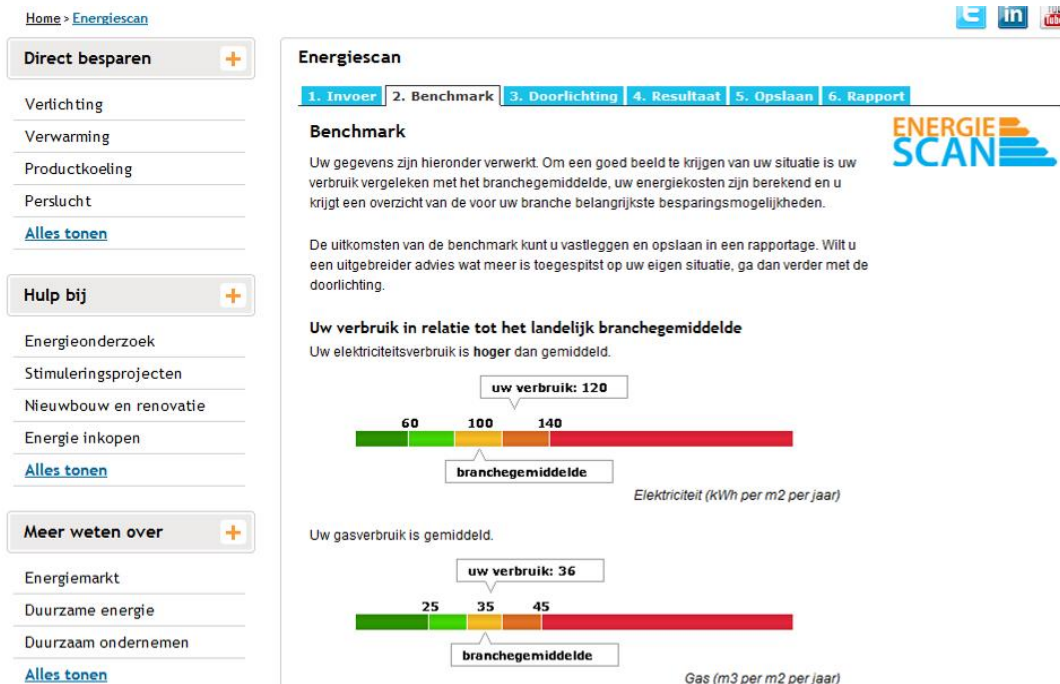 Home > Energiescan
Direct besparen
Verlichting
Verwarming
Productkoeling
Perslucht
Alles tonen
Hulp bij
Energieonderzoek
Stimuleringsprojecten
Nieuwbouw en renovatie
Energie inkopen
Alles tonen
Meer weten over
Energiemarkt
Duurzame energie
Duurzaam ondernemen
Alles tonen
Energiescan
1. Invoer 2. Benchmark 3. Doorlichting 4. Resultaat 5. Opslaan 6. Rapport
ENERGIE
SCAN
Benchmark
Uw gegevens zijn hieronder verwerkt. Om een goed beeld te krijgen van uw situatie is uw
verbruik vergeleken met het branchegemiddelde, uw energiekosten zijn berekend en u
krijgt een overzicht van de voor uw branche belangrijkste besparingsmogelijkheden.
De uitkomsten van de benchmark kunt u vastleggen en opslaan in een rapportage. Wilt u
een uitgebreider advies wat meer is toegespitst op uw eigen situatie, ga dan verder met de
doorlichting.
Uw verbruik in relatie tot het landelijk branchegemiddelde
Uw elektriciteitsverbruik is hoger dan gemiddeld.
uw verbruik: 120
60 100 140
branchegemiddelde
Elektriciteit (kWh per m2 per jaar)
Uw gasverbruik is gemiddeld.
uw verbruik: 36
25 35 45
branchegemiddelde
Gas (m3 per m2 per jaar)